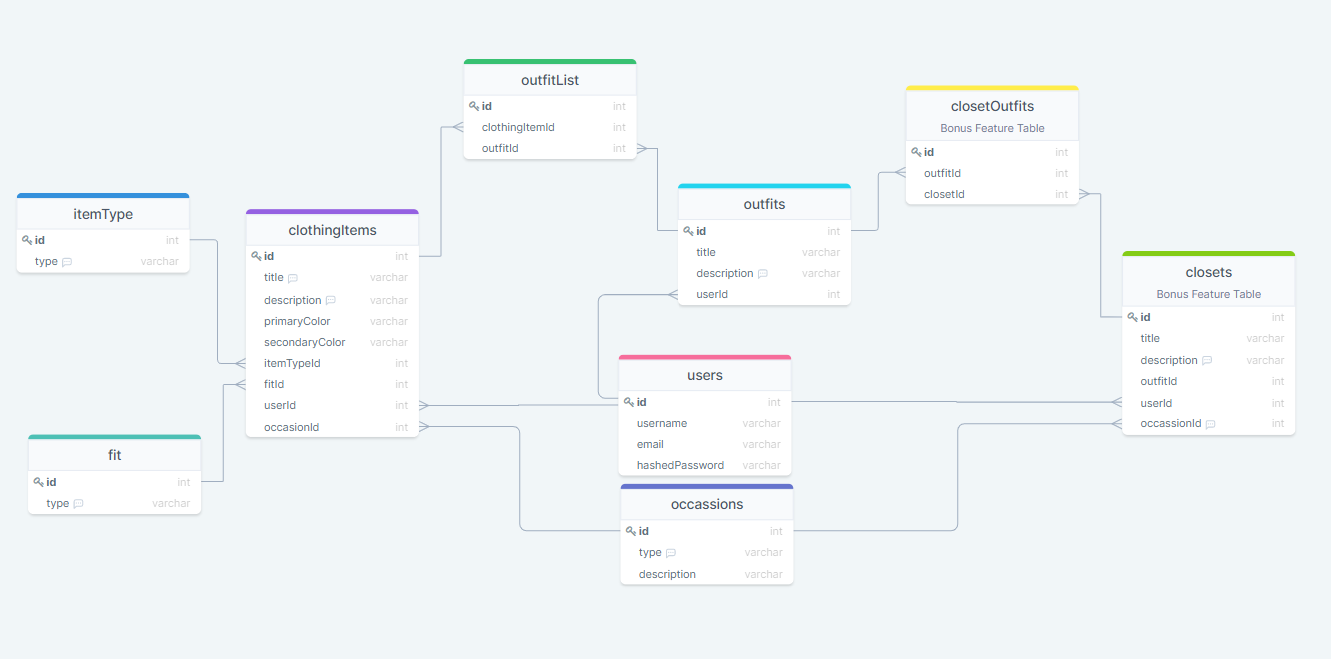 outfitList
id int
clothingItemId int
outfitId int
closetOutfits
Bonus Feature Table
id int
outfitId int
closetId int
itemType
id int
type varchar
clothingItems
id int
title varchar
description varchar
primaryColor varchar
secondaryColor varchar
itemTypeId int
fitId int
userId int
occasionId int
outfits
id int
title varchar
description varchar
userId int
closets
Bonus Feature Table
id int
title varchar
description varchar
outfitId int
userId int
occassionId int
users
id int
username varchar
email varchar
hashedPassword varchar
fit
id int
type varchar
occassions
id int
type varchar
description varchar